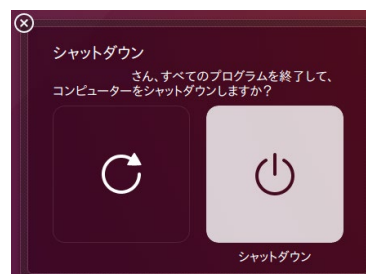 シャットダウン
さん、すべてのプログラムを終了して、
コンピューターをシャットダウンしますか？
シャットダウン